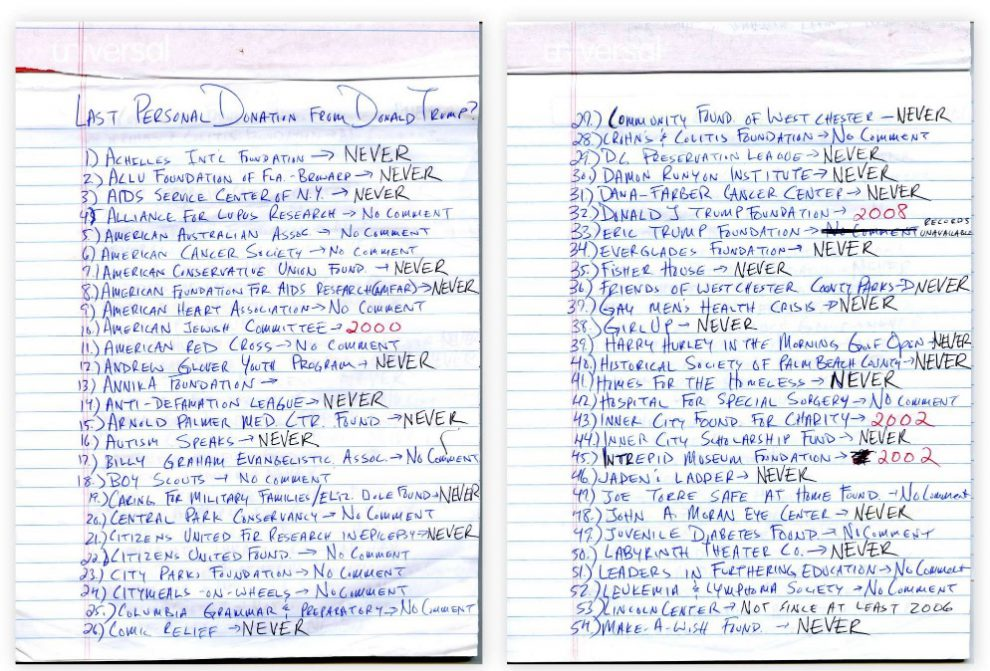 universal
LAST PERSONAL DONATION FROM DONALD TRUMP?
1) ACHILLES INT'L FOUNDATION → NEVER
2.) ACLU FOUNDATION OF FLA. - BROWARD → NEVER
3.) AIDS SERVICE CENTER OF N.Y. → NEVER
4) ALLIANCE FOR LUPUS RESEARCH → NO COMMENT
5.) AMERICAN AUSTRALIAN ASSOC → NO COMMENT
6) AMERICAN CANCER SOCIETY → NO COMMENT
7.) AMERICAN CONSERVATIVE UNION FOUND. → NEVER
8.) AMERICAN FOUNDATION FOR AIDS RESEARCH (AMFAR) → NEVER
9.) AMERICAN HEART ASSOCIATION → NO COMMENT
10.) AMERICAN JEWISH COMMITTEE → 2000
11.) AMERICAN RED CROSS → NO COMMENT
12) ANDREW GLOVER YOUTH PROGRAM → NEVER
13.) ANNIKA FOUNDATION →
14) ANTI-DEFAMATION LEAGUE → NEVER
15.) ARNOLD PALMER MED. CTR. FOUND → NEVER
16) AUTISM SPEAKS → NEVER
17.) BILLY GRAHAM EVANGELISTIC ASSOC. → NO COMMENT
18.) BOY SCOUTS → NO COMMENT
19.) CARING FOR MILITARY FAMILIES/ELIZ. DOLE FOUND → NEVER
20.) CENTRAL PARK CONSERVANCY → NO COMMENT
21.) CITIZENS UNITED FOR RESEARCH IN EPILEPSY → NEVER
22.) CITIZENS UNITED FOUND. → NO COMMENT
23.) CITY PARKS FOUNDATION → NO COMMENT
24) CITYMEALS-ON-WHEELS → NO COMMENT
25.) COLUMBIA GRAMMAR & PREPARATORY → NO COMMENT
26) COMIC RELIEF → NEVER
universal
27.) COMMUNITY FOUND. OF WESTCHESTER - NEVER
28.) CROHN'S & COLITIS FOUNDATION → NO COMMENT
29.) D.C. PRESERVATION LEAGUE → NEVER
30.) DAMON RUNYON INSTITUTE → NEVER
31.) DANA-FARBER CANCER CENTER → NEVER
32.) DONALD J TRUMP FOUNDATION → 2008
33.) ERIC TRUMP FOUNDATION → NO COMMENT RECORDS UNAVAILABLE
34.) EVERGLADES FOUNDATION → NEVER
35.) FISHER HOUSE → NEVER
36) FRIENDS OF WESTCHESTER COUNTY PARKS → NEVER
37.) GAY MEN'S HEALTH CRISIS → NEVER
38.) GIRL UP - NEVER
39) HARRY HURLEY IN THE MORNING GOLF OPEN - NEVER
40.) HISTORICAL SOCIETY OF PALM BEACH COUNTY → NEVER
41.) HOMES FOR THE HOMELESS → NEVER
42.) HOSPITAL FOR SPECIAL SURGERY → NO COMMENT
43.) INNER CITY FOUND. FOR CHARITY → 2002
44.) INNER CITY SCHOLARSHIP FUND → NEVER
45.) INTREPID MUSEUM FOUNDATION → 2002
46.) JADEN'S LADDER → NEVER
47.) JOE TORRE SAFE AT HOME FOUND. → NO COMMENT
48.) JOHN A. MORAN EYE CENTER → NEVER
49.) JUVENILE DIABETES FOUND → NO COMMENT
50.) LABYRINTH THEATER CO. → NEVER
51.) LEADERS IN FURTHERING EDUCATION → NO COMMENT
52.) LEUKEMIA & LYMPHOMA SOCIETY → NO COMMENT
53) LINCOLN CENTER → NOT SINCE AT LEAST 2006
54.) MAKE-A-WISH FOUND. → NEVER